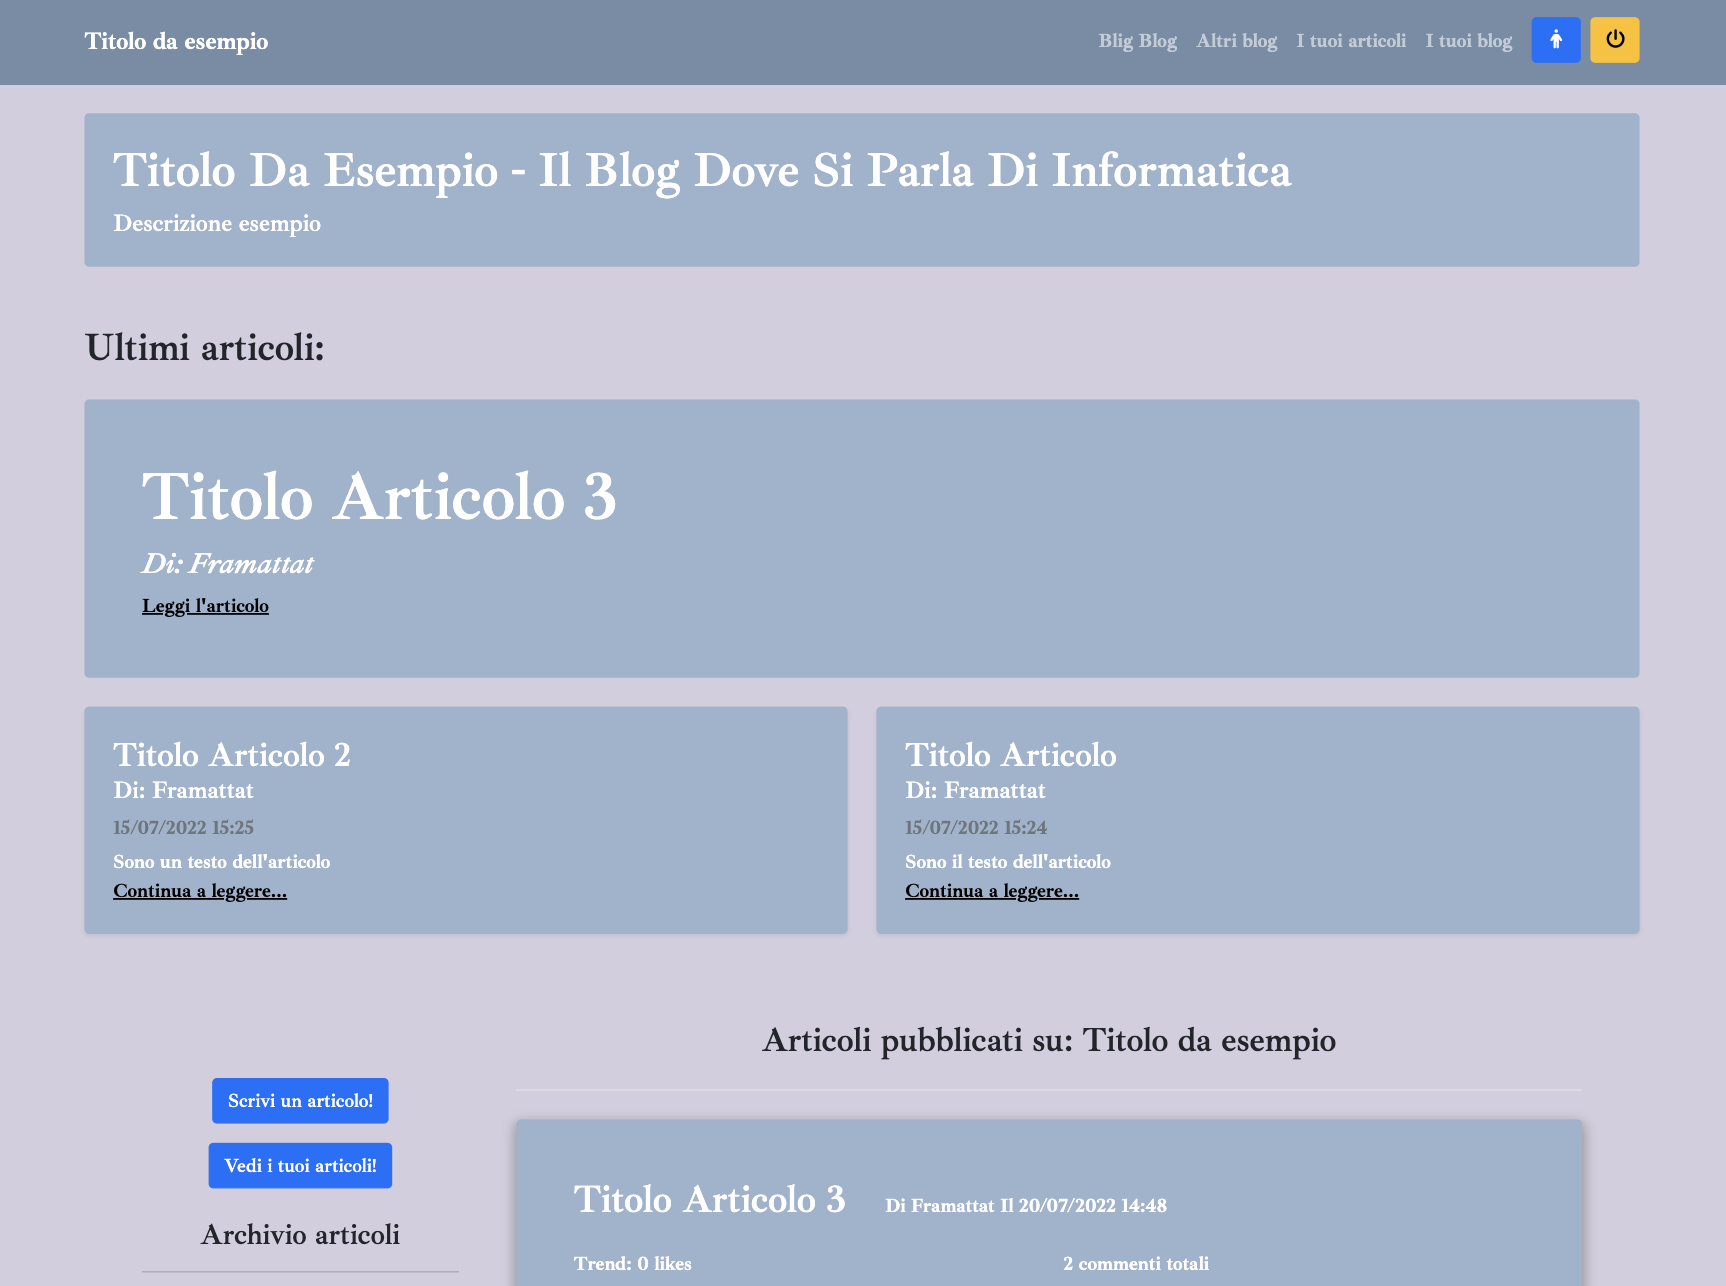 Titolo da esempio
Blig Blog Altri blog I tuoi articoli I tuoi blog
Titolo Da Esempio - Il Blog Dove Si Parla Di Informatica
Descrizione esempio
Ultimi articoli:
Titolo Articolo 3
Di: Framattat
Leggi l'articolo
Titolo Articolo 2
Di: Framattat
15/07/2022 15:25
Sono un testo dell'articolo
Continua a leggere...
Titolo Articolo
Di: Framattat
15/07/2022 15:24
Sono il testo dell'articolo
Continua a leggere...
Scrivi un articolo!
Vedi i tuoi articoli!
Archivio articoli
Articoli pubblicati su: Titolo da esempio
Titolo Articolo 3 Di Framattat Il 20/07/2022 14:48
Trend: 0 likes 2 commenti totali